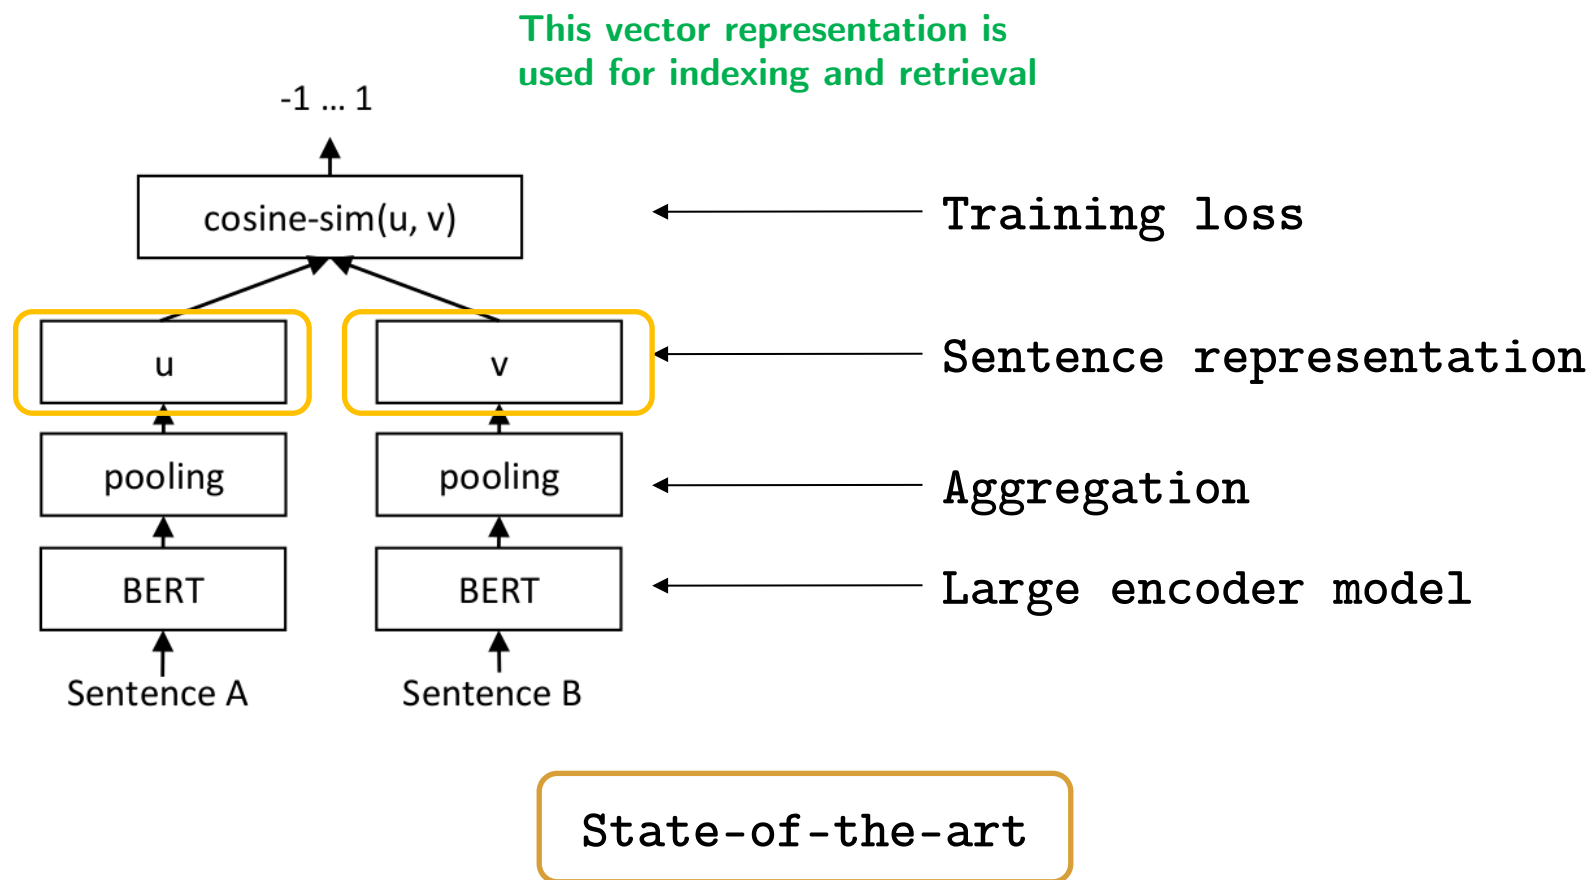 This vector representation is
used for indexing and retrieval
-1 ... 1
cosine-sim(u, v)
Training loss
u
v
Sentence representation
pooling
pooling
Aggregation
BERT
BERT
Large encoder model
Sentence A
Sentence B
State-of-the-art